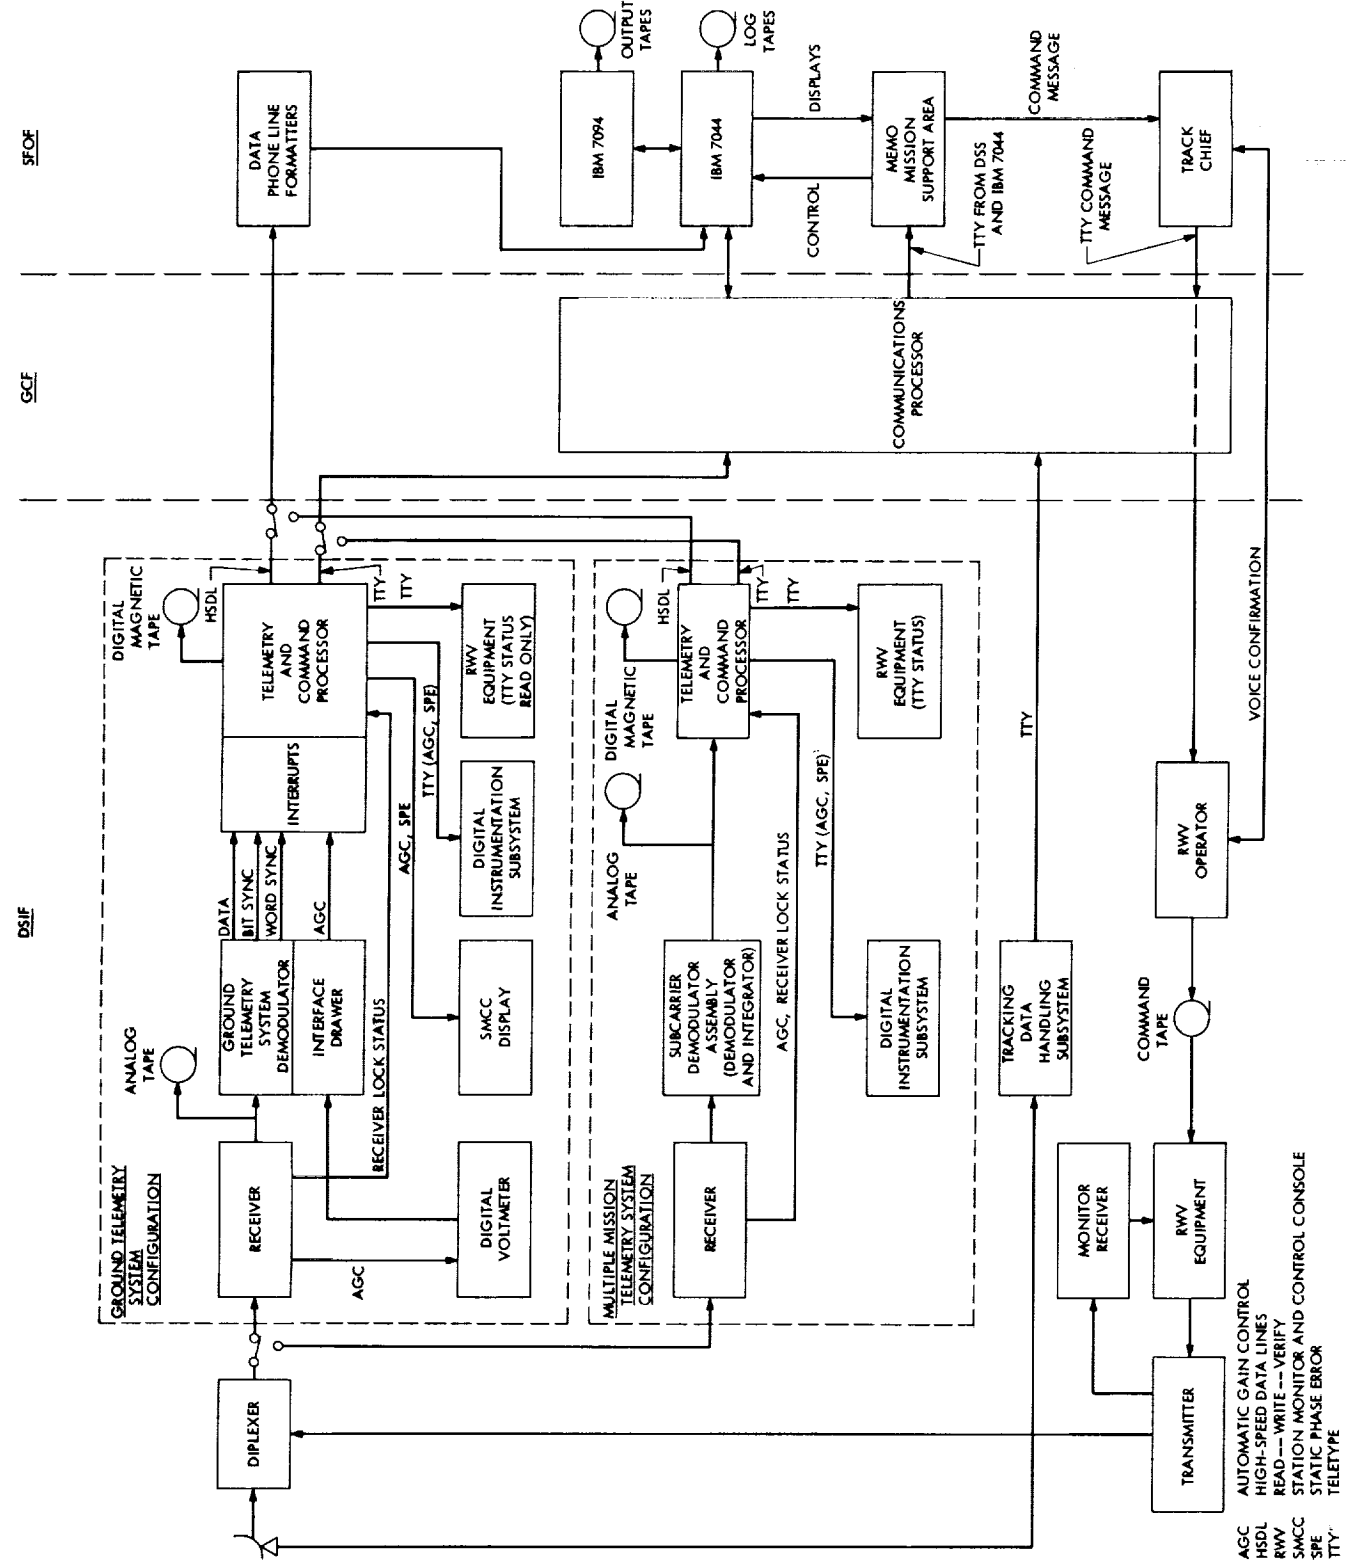 DSIF
GCF
SFOF
GROUND TELEMETRY
SYSTEM
CONFIGURATION
ANALOG
TAPE
DIGITAL
MAGNETIC
TAPE
DIPLEXER
RECEIVER
GROUND
TELEMETRY
SYSTEM
DEMODULATOR
INTERFACE
DRAWER
DATA
BIT SYNC
WORD SYNC
AGC
INTERRUPTS
TELEMETRY
AND
COMMAND
PROCESSOR
HSDL
TTY
TTY
DATA
PHONE LINE
FORMATTERS
RECEIVER LOCK STATUS
AGC, SPE
TTY (AGC, SPE)
AGC
DIGITAL
VOLTMETER
SMCC
DISPLAY
DIGITAL
INSTRUMENTATION
SUBSYSTEM
RWV
EQUIPMENT
(TTY STATUS
READ ONLY)
MULTIPLE MISSION
TELEMETRY SYSTEM
CONFIGURATION
ANALOG
TAPE
DIGITAL
MAGNETIC
TAPE
RECEIVER
SUBCARRIER
DEMODULATOR
ASSEMBLY
(DEMODULATOR
AND INTEGRATOR)
TELEMETRY
AND
COMMAND
PROCESSOR
HSDL
TTY
TTY
AGC, RECEIVER LOCK STATUS
TTY (AGC, SPE)
DIGITAL
INSTRUMENTATION
SUBSYSTEM
RWV
EQUIPMENT
(TTY STATUS)
COMMUNICATIONS
PROCESSOR
IBM 7094
OUTPUT
TAPES
IBM 7044
LOG
TAPES
CONTROL
DISPLAYS
MEMO
MISSION
SUPPORT AREA
TTY FROM DSS
AND IBM 7044
COMMAND
MESSAGE
TTY COMMAND
MESSAGE
TRACK
CHIEF
TRACKING
DATA
HANDLING
SUBSYSTEM
TTY
TRANSMITTER
MONITOR
RECEIVER
RWV
EQUIPMENT
COMMAND
TAPE
RWV
OPERATOR
VOICE CONFIRMATION
AGC AUTOMATIC GAIN CONTROL
HSDL HIGH-SPEED DATA LINES
RWV READ--WRITE--VERIFY
SMCC STATION MONITOR AND CONTROL CONSOLE
SPE STATIC PHASE ERROR
TTY TELETYPE